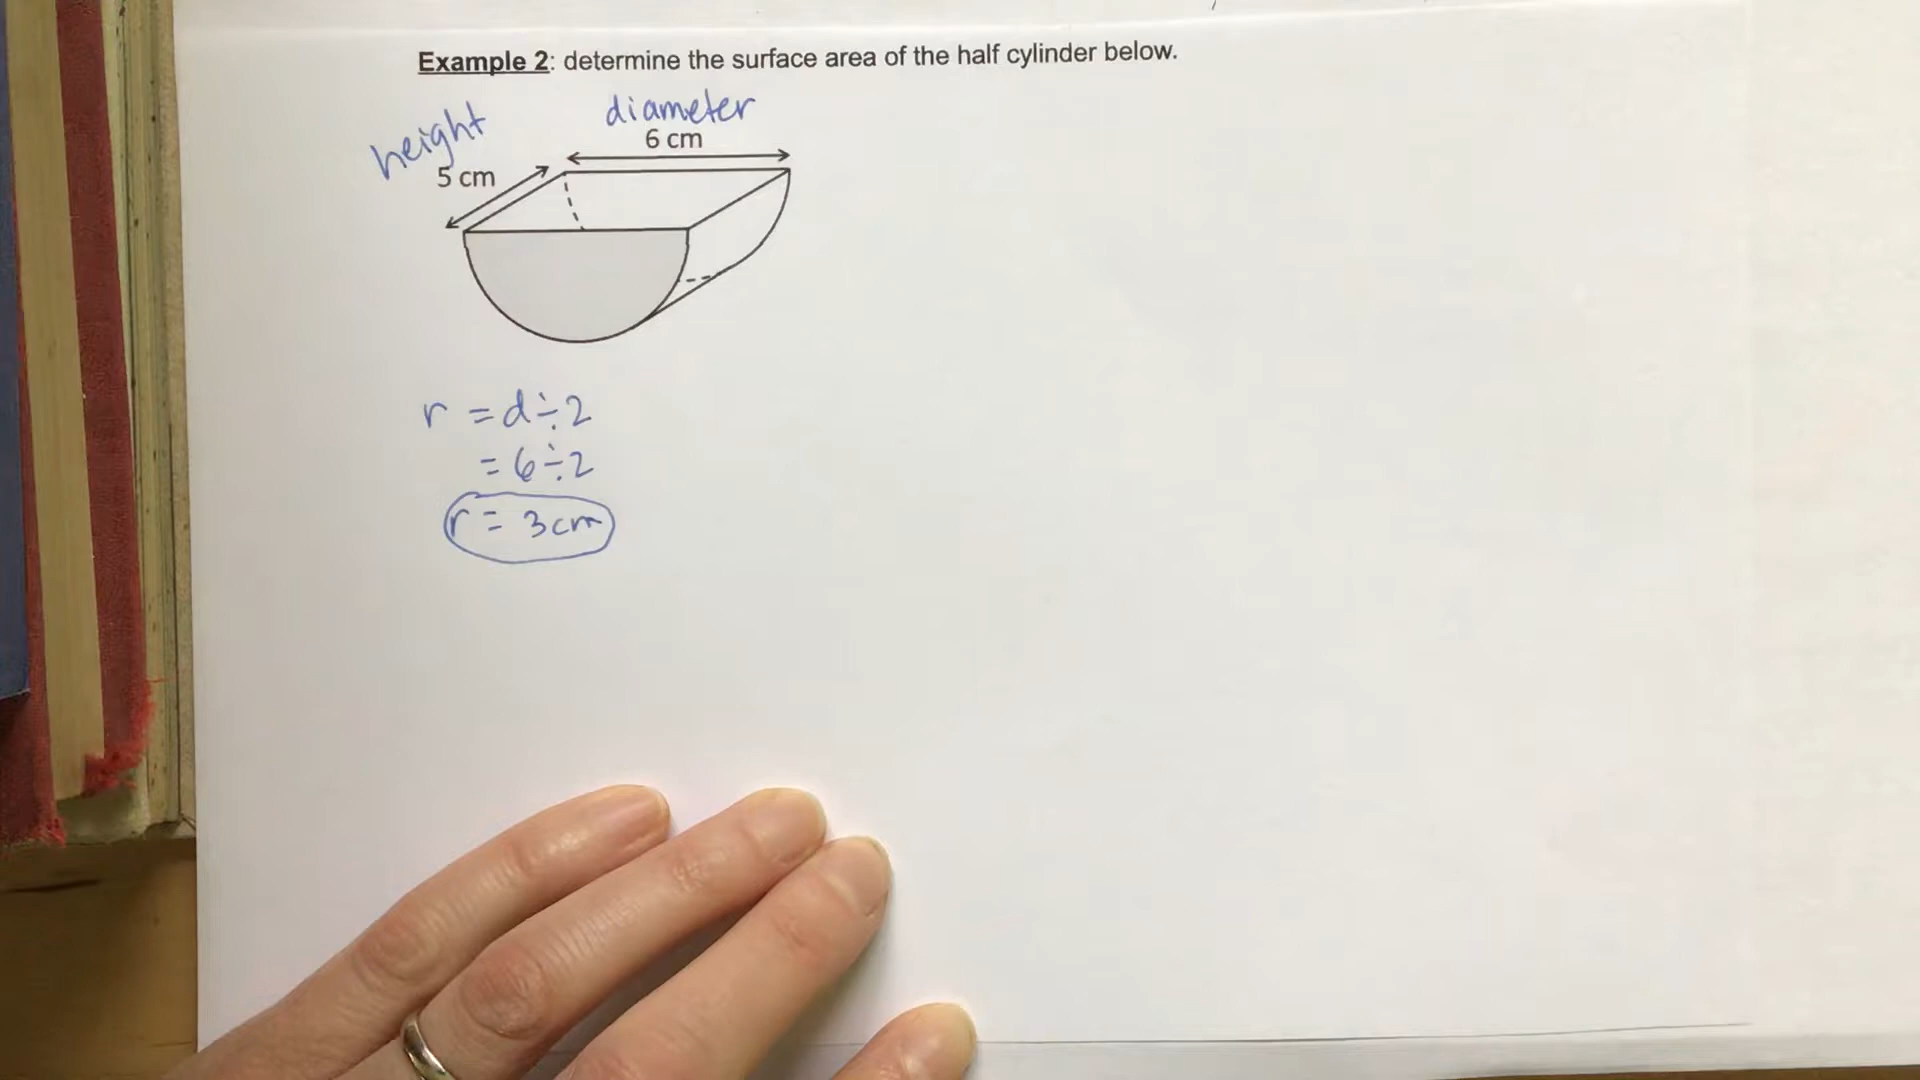 Example 2: determine the surface area of the half cylinder below.
height
diameter
6 cm
5 cm
r = d÷2
= 6÷2
r = 3cm